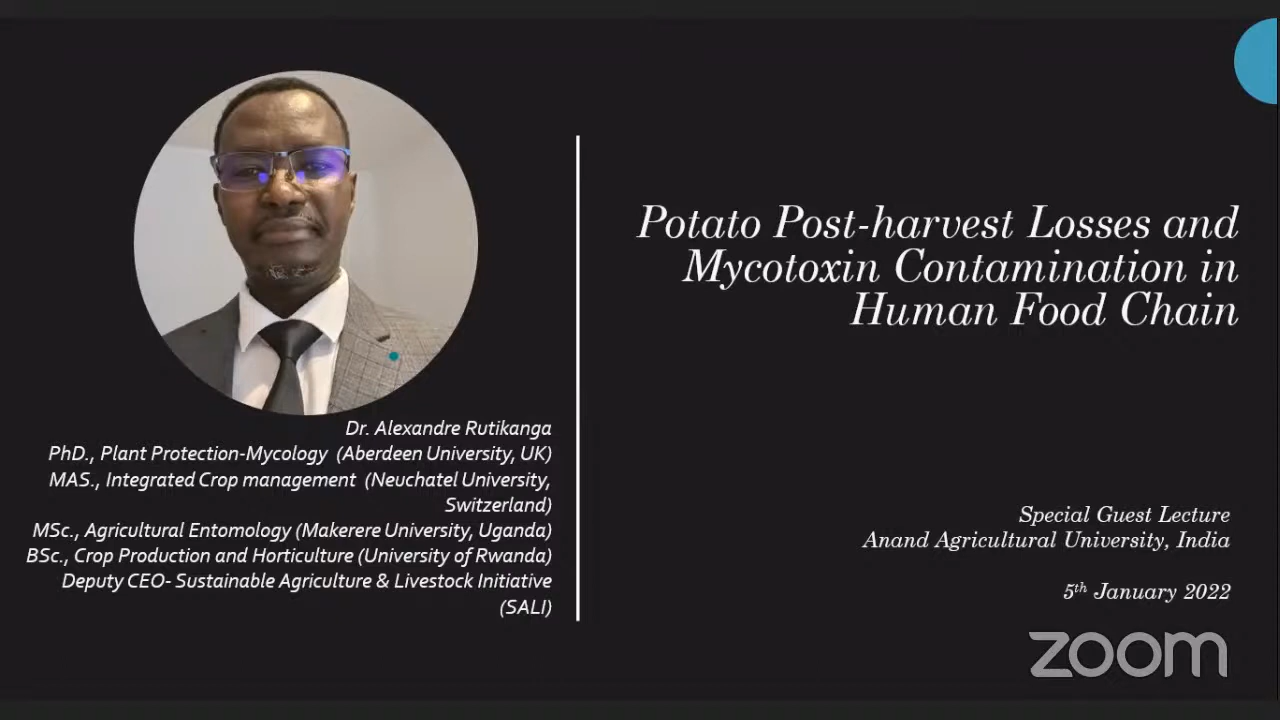 Dr. Alexandre Rutikanga
PhD., Plant Protection-Mycology (Aberdeen University, UK)
MAS., Integrated Crop management (Neuchatel University,
Switzerland)
MSc., Agricultural Entomology (Makerere University, Uganda)
BSc., Crop Production and Horticulture (University of Rwanda)
Deputy CEO- Sustainable Agriculture & Livestock Initiative
(SALI)
Potato Post-harvest Losses and
Mycotoxin Contamination in
Human Food Chain
Special Guest Lecture
Anand Agricultural University, India
5th January 2022
zoom